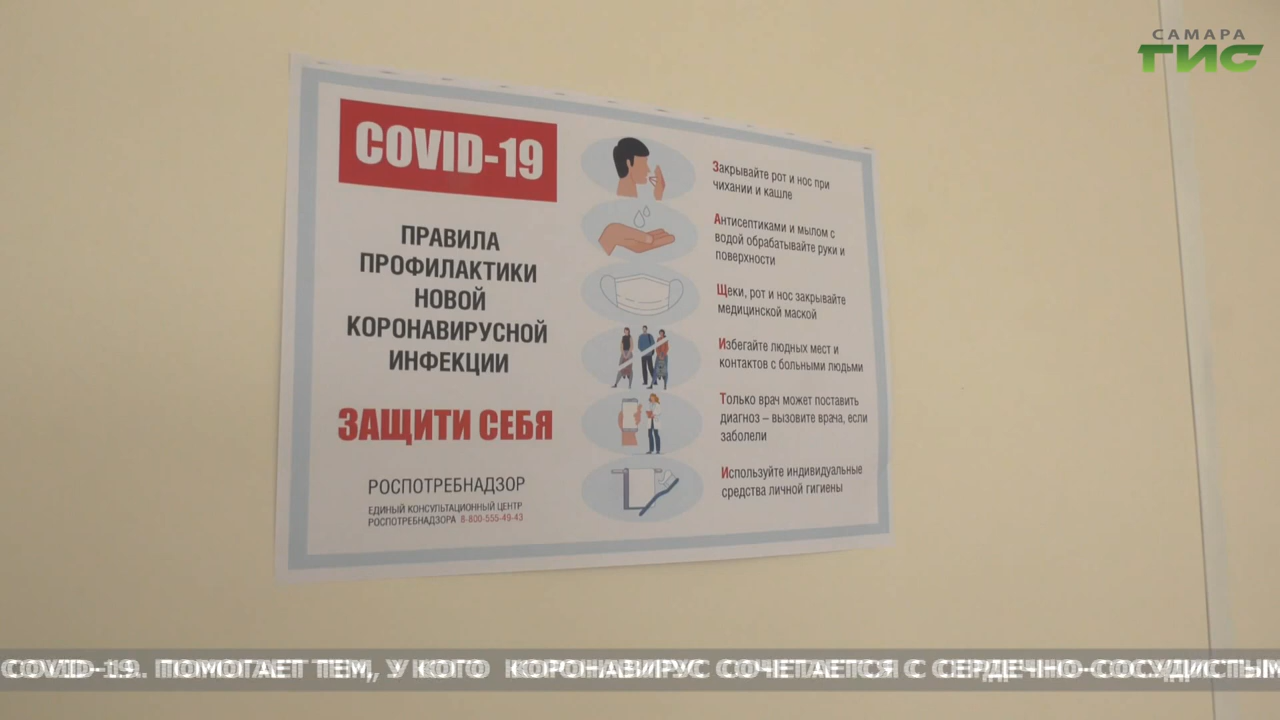 САМАРА
ГИС
COVID-19
ПРАВИЛА
ПРОФИЛАКТИКИ
НОВОЙ
КОРОНАВИРУСНОЙ
ИНФЕКЦИИ
ЗАЩИТИ СЕБЯ
РОСПОТРЕБНАДЗОР
ЕДИНЫЙ КОНСУЛЬТАЦИОННЫЙ ЦЕНТР
РОСПОТРЕБНАДЗОРА 8-800-555-49-43
Закрывайте рот и нос при
чихании и кашле
Антисептиками и мылом с
водой обрабатывайте руки и
поверхности
Щеки, рот и нос закрывайте
медицинской маской
Избегайте людных мест и
контактов с больными людьми
Только врач может поставить
диагноз – вызовите врача, если
заболели
Используйте индивидуальные
средства личной гигиены
COVID-19. ПОМОГАЕТ ТЕМ, У КОГО КОРОНАВИРУС СОЧЕТАЕТСЯ С СЕРДЕЧНО-СОСУДИСТЫМ